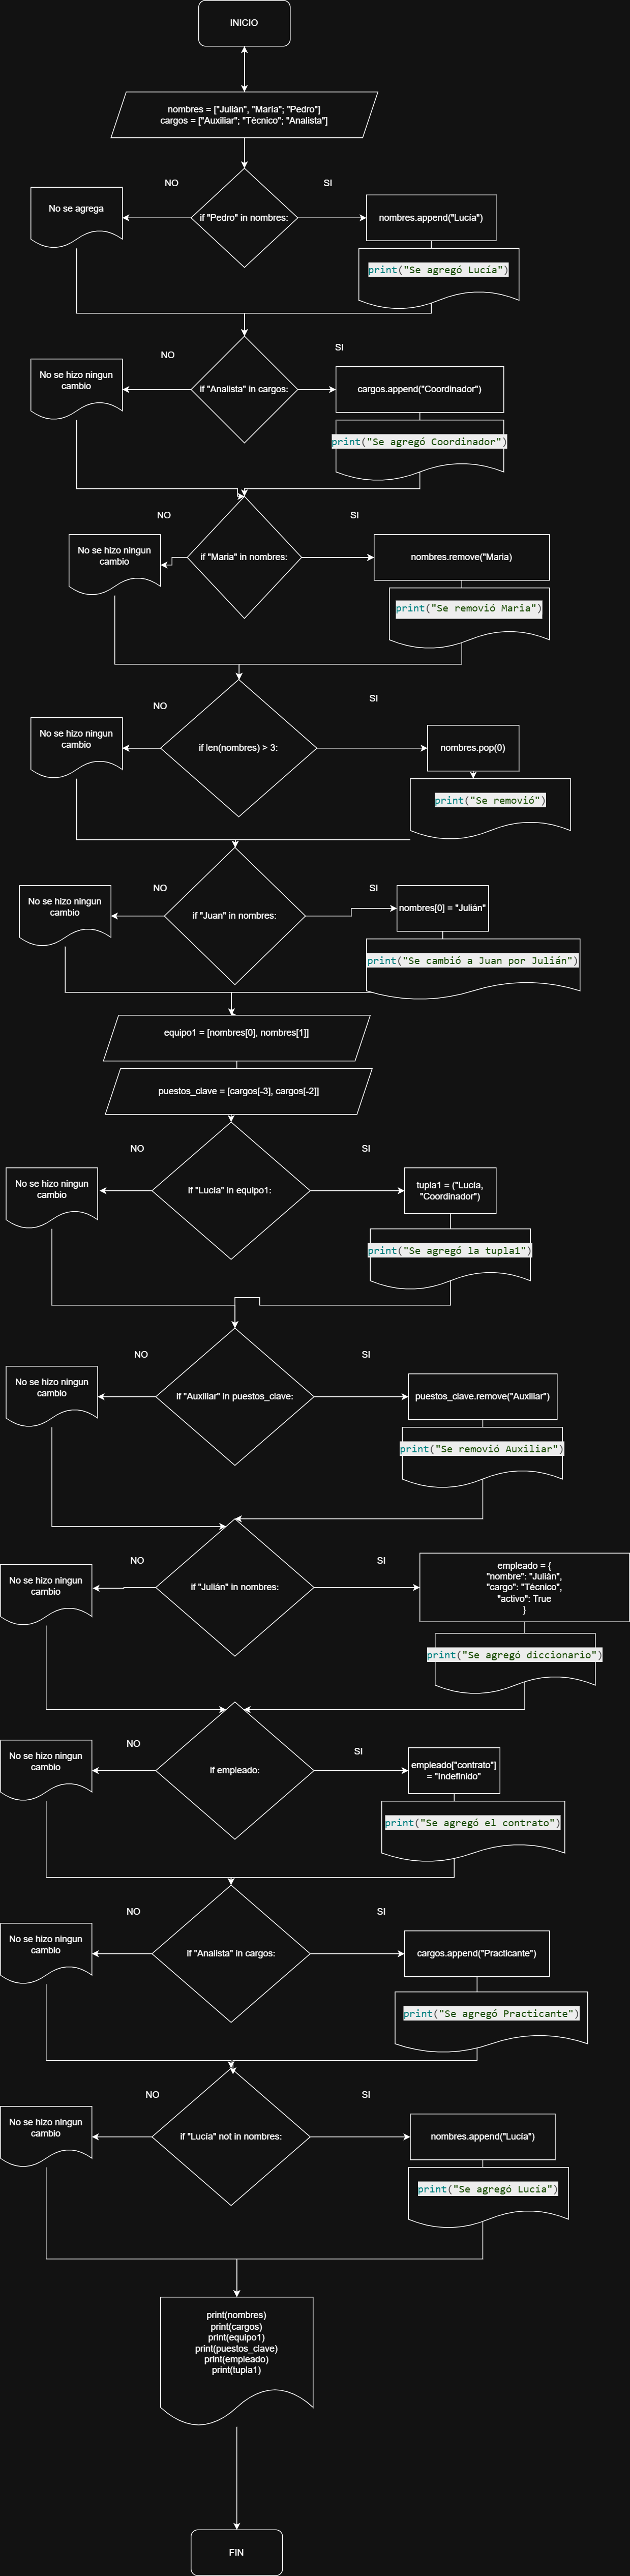 INICIO
nombres = ["Julián", "María"; "Pedro"]
cargos = ["Auxiliar"; "Técnico"; "Analista"]
NO
SI
No se agrega
if "Pedro" in nombres:
nombres.append("Lucía")
print("Se agregó Lucía")
NO
SI
No se hizo ningun
cambio
if "Analista" in cargos:
cargos.append("Coordinador")
print("Se agregó Coordinador")
NO
SI
No se hizo ningun
cambio
if "Maria" in nombres:
nombres.remove("Maria)
print("Se removió Maria")
NO
SI
No se hizo ningun
cambio
if len(nombres) > 3:
nombres.pop(0)
print("Se removió")
NO
SI
No se hizo ningun
cambio
if "Juan" in nombres:
nombres[0] = "Julián"
print("Se cambió a Juan por Julián")
equipo1 = [nombres[0], nombres[1]]
puestos_clave = [cargos[-3], cargos[-2]]
NO
SI
No se hizo ningun
cambio
if "Lucía" in equipo1:
tupla1 = ("Lucía,
"Coordinador")
print("Se agregó la tupla1")
NO
SI
No se hizo ningun
cambio
if "Auxiliar" in puestos_clave:
puestos_clave.remove("Auxiliar")
print("Se removió Auxiliar")
NO
SI
No se hizo ningun
cambio
if "Julián" in nombres:
empleado = {
"nombre": "Julián",
"cargo": "Técnico",
"activo": True
}
print("Se agregó diccionario")
NO
SI
No se hizo ningun
cambio
if empleado:
empleado["contrato"]
= "Indefinido"
print("Se agregó el contrato")
NO
SI
No se hizo ningun
cambio
if "Analista" in cargos:
cargos.append("Practicante")
print("Se agregó Practicante")
NO
SI
No se hizo ningun
cambio
if "Lucía" not in nombres:
nombres.append("Lucía")
print("Se agregó Lucía")
print(nombres)
print(cargos)
print(equipo1)
print(puestos_clave)
print(empleado)
print(tupla1)
FIN